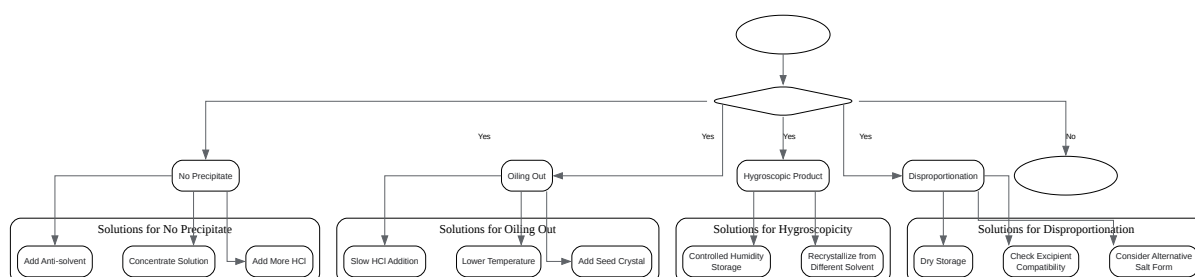 Yes
Yes
Yes
Yes
No
No Precipitate
Oiling Out
Hygroscopic Product
Disproportionation
Solutions for No Precipitate
Add Anti-solvent
Concentrate Solution
Add More HCl
Solutions for Oiling Out
Slow HCl Addition
Lower Temperature
Add Seed Crystal
Solutions for Hygroscopicity
Controlled Humidity
Storage
Recrystallize from
Different Solvent
Solutions for Disproportionation
Dry Storage
Check Excipient
Compatibility
Consider Alternative
Salt Form